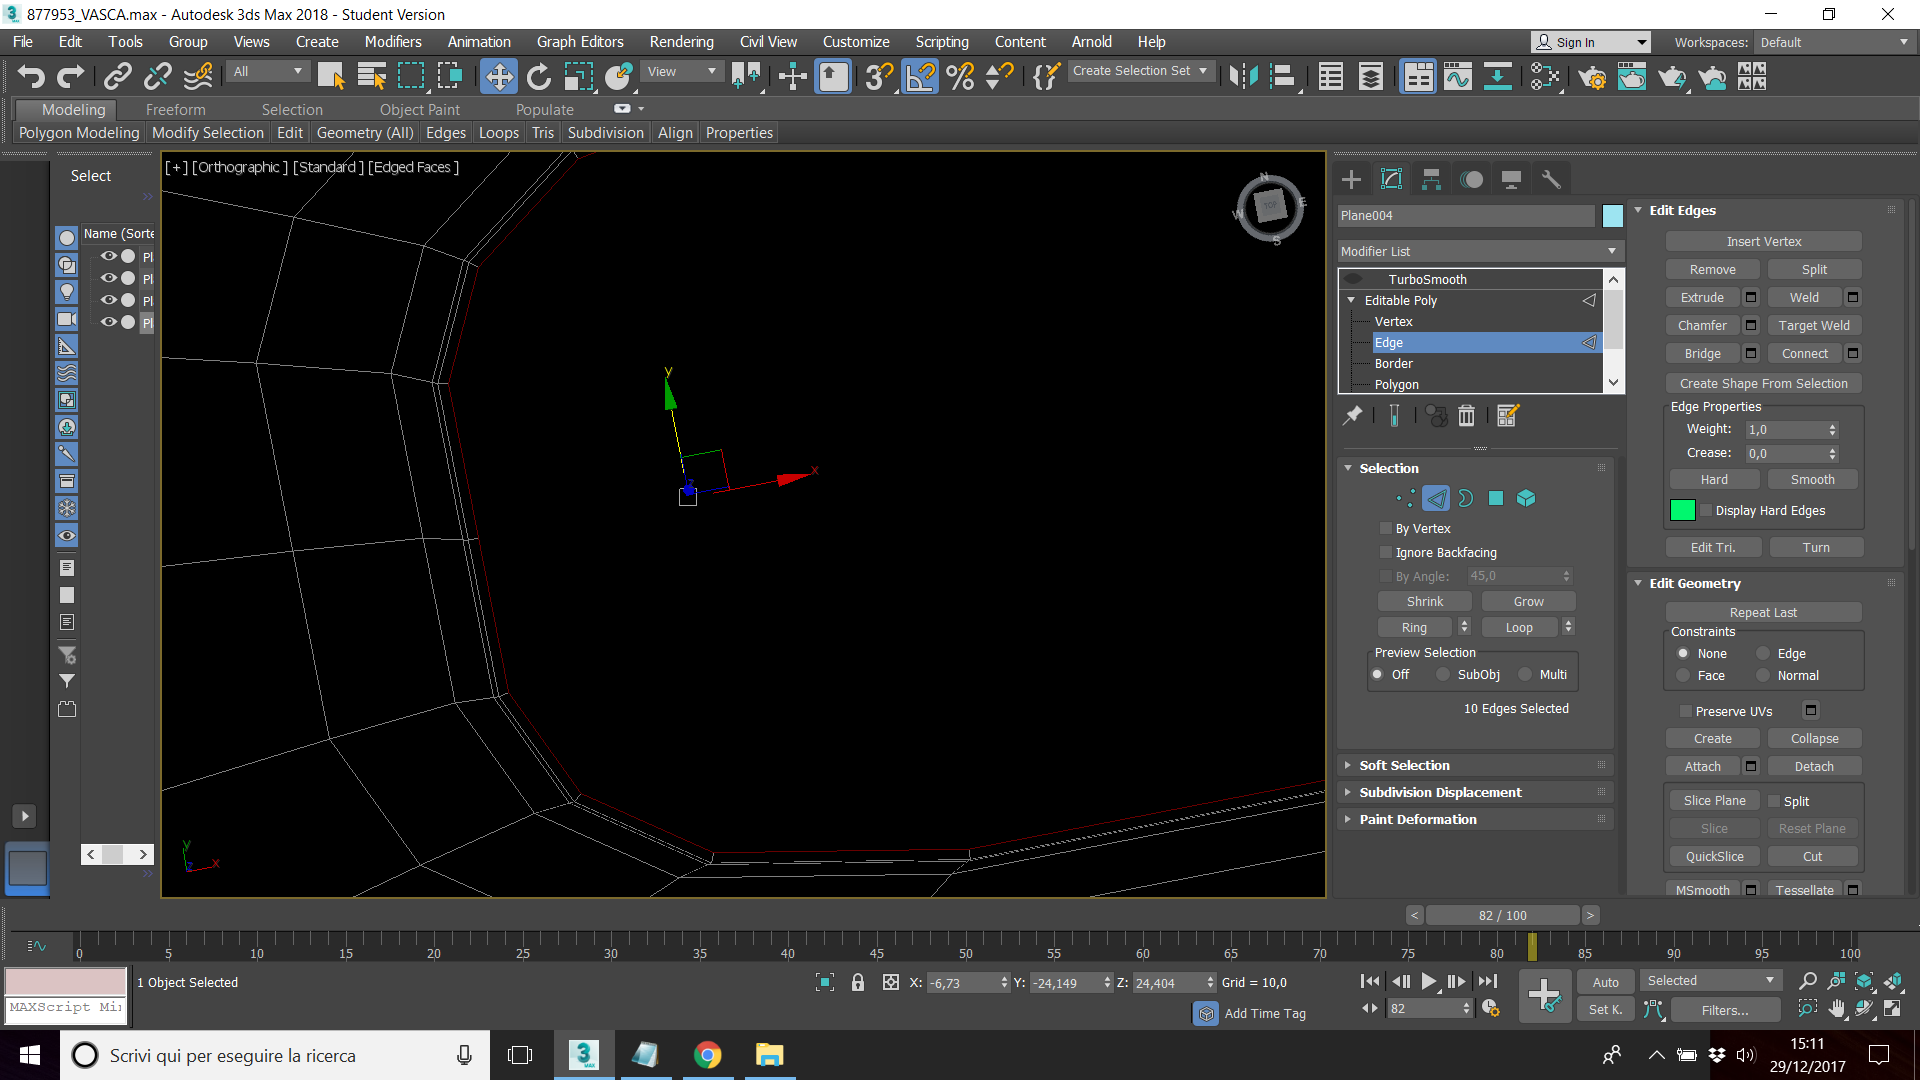 877953_VASCA.max - Autodesk 3ds Max 2018 - Student Version
File Edit Tools Group Views Create Modifiers Animation Graph Editors Rendering Civil View Customize Scripting Content Arnold Help Sign In Workspaces: Default
All View Create Selection Set
Modeling Freeform Selection Object Paint Populate
Polygon Modeling Modify Selection Edit Geometry (All) Edges Loops Tris Subdivision Align Properties
Select
[+] [Orthographic ] [Standard ] [Edged Faces ]
Name (Sorte
Pl
Pl
Pl
Pl
N
W TOP E
S
y
x
z
y
z x
Plane004
Modifier List
TurboSmooth
Editable Poly
Vertex
Edge
Border
Polygon
Selection
By Vertex
Ignore Backfacing
By Angle: 45,0
Shrink Grow
Ring Loop
Preview Selection
Off SubObj Multi
10 Edges Selected
Soft Selection
Subdivision Displacement
Paint Deformation
Edit Edges
Insert Vertex
Remove Split
Extrude Weld
Chamfer Target Weld
Bridge Connect
Create Shape From Selection
Edge Properties
Weight: 1,0
Crease: 0,0
Hard Smooth
Display Hard Edges
Edit Tri. Turn
Edit Geometry
Repeat Last
Constraints
None Edge
Face Normal
Preserve UVs
Create Collapse
Attach Detach
Slice Plane Split
Slice Reset Plane
QuickSlice Cut
MSmooth Tessellate
< 82 / 100 >
0 5 10 15 20 25 30 35 40 45 50 55 60 65 70 75 80 85 90 95 100
1 Object Selected X: -6,73 Y: -24,149 Z: 24,404 Grid = 10,0 Auto Selected
MAXScript Mi 82 Set K. Filters...
Add Time Tag
Scrivi qui per eseguire la ricerca
3 MAX
15:11
29/12/2017